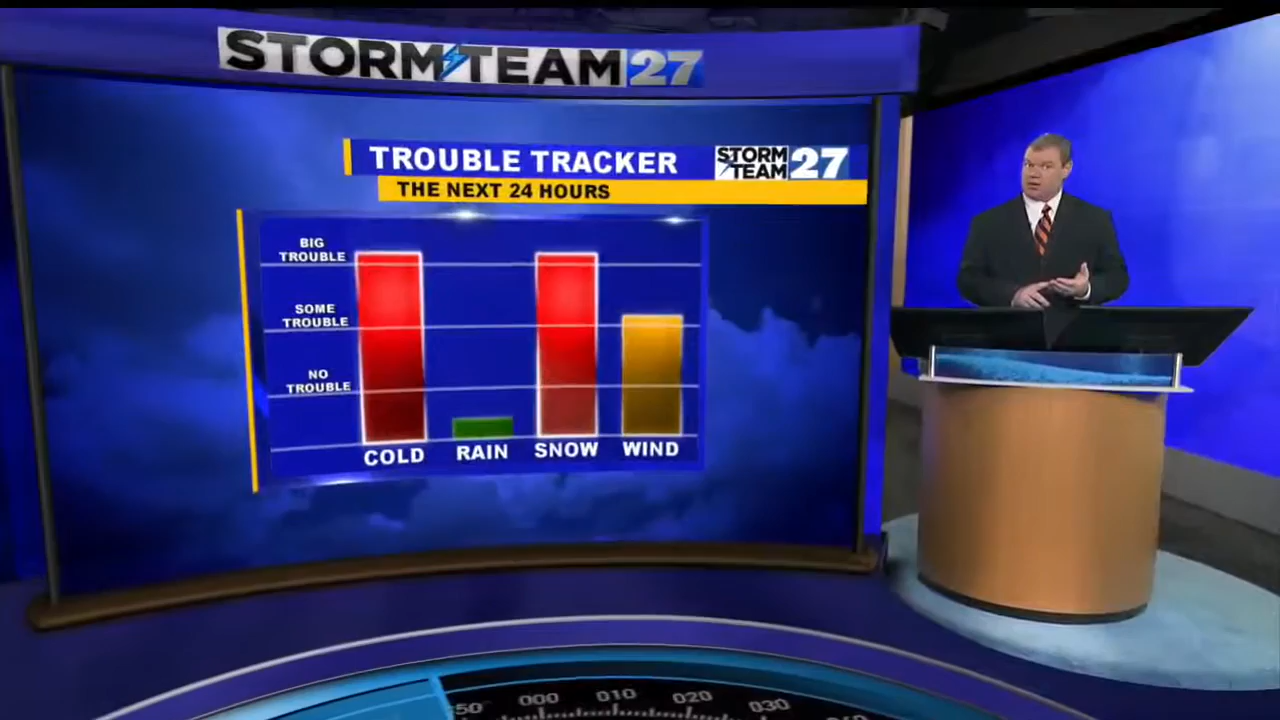 STORM TEAM 27
TROUBLE TRACKER
STORM TEAM 27
THE NEXT 24 HOURS
BIG
TROUBLE
SOME
TROUBLE
NO
TROUBLE
COLD RAIN SNOW WIND
000 010 020 030